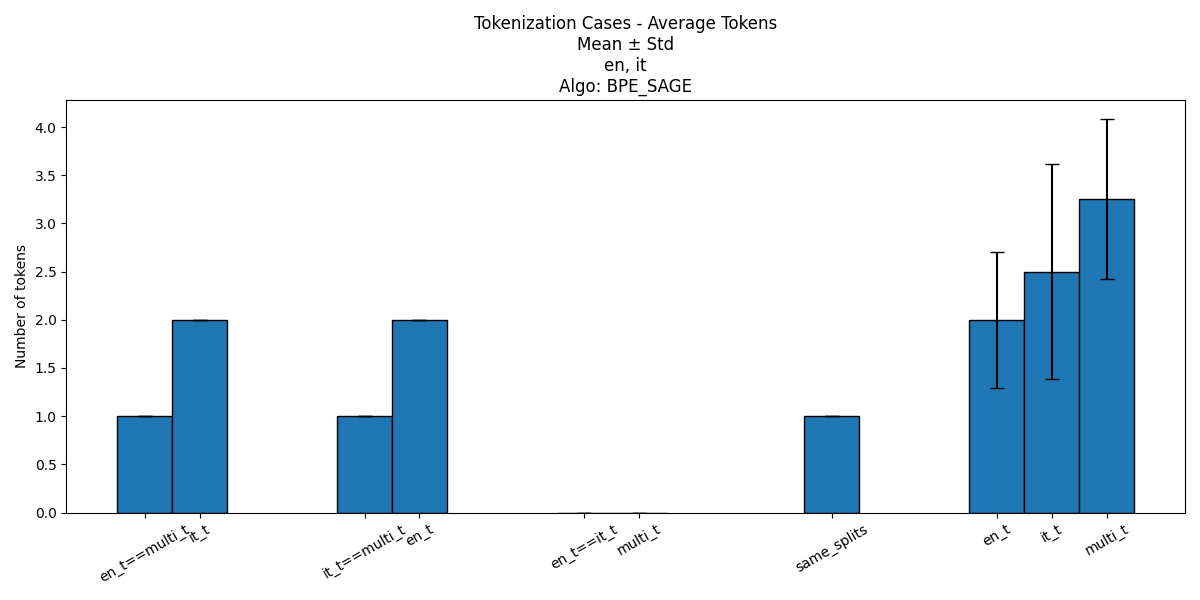 Tokenization Cases - Average Tokens
Mean ± Std
en, it
Algo: BPE_SAGE
Number of tokens
4.0
3.5
3.0
2.5
2.0
1.5
1.0
0.5
0.0
en_t==multi_t
it_t
it_t==multi_t
en_t
en_t==it_t
multi_t
same_splits
en_t
it_t
multi_t